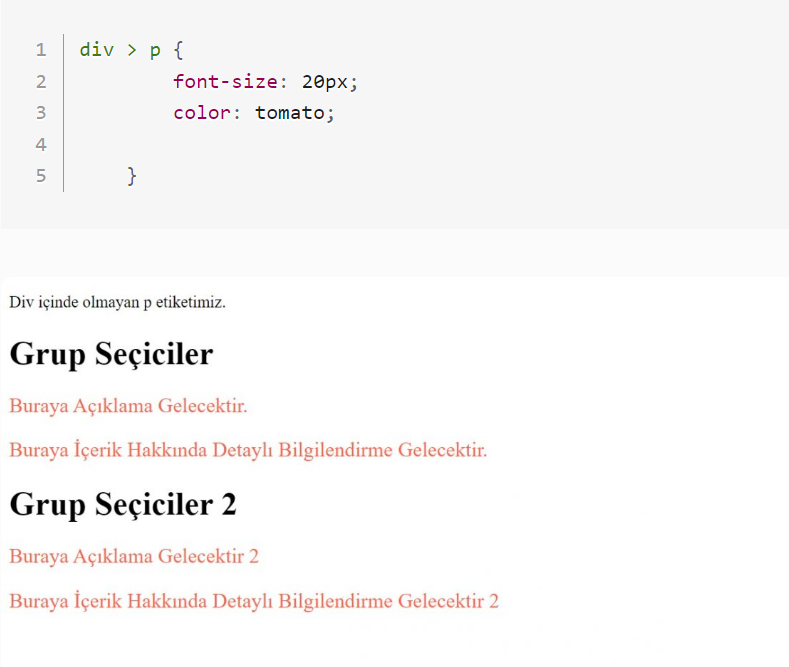 1 div > p {
2 font-size: 20px;
3 color: tomato;
4
5 }
Div içinde olmayan p etiketimiz.
Grup Seçiciler
Buraya Açıklama Gelecektir.
Buraya İçerik Hakkında Detaylı Bilgilendirme Gelecektir.
Grup Seçiciler 2
Buraya Açıklama Gelecektir 2
Buraya İçerik Hakkında Detaylı Bilgilendirme Gelecektir 2